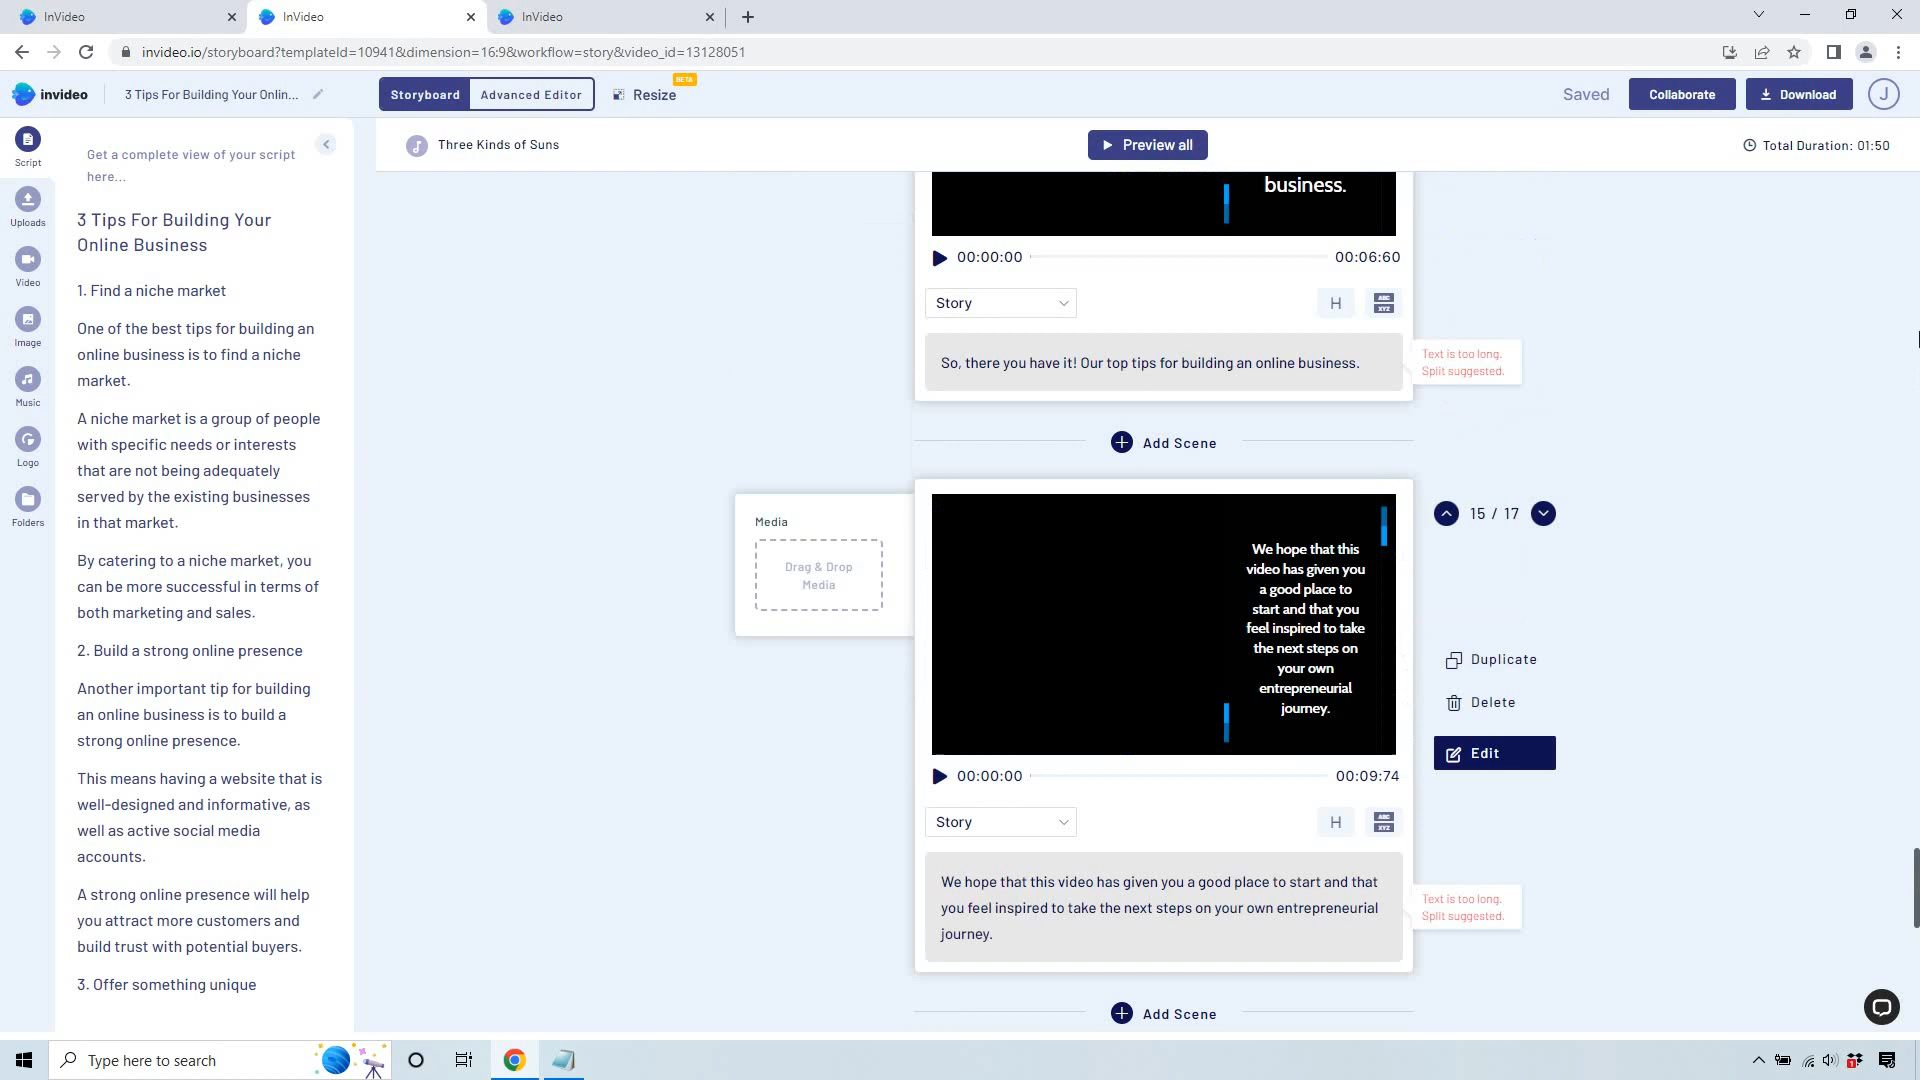 InVideo
InVideo
InVideo
invideo.io/storyboard?templateId=10941&dimension=16:9&workflow=story&video_id=13128051
invideo
3 Tips For Building Your Onlin...
Storyboard
Advanced Editor
Resize
BETA
Saved
Collaborate
Download
J
Script
Uploads
Video
Image
Music
Logo
Folders
Get a complete view of your script
here...
3 Tips For Building Your
Online Business
1. Find a niche market
One of the best tips for building an
online business is to find a niche
market.
A niche market is a group of people
with specific needs or interests
that are not being adequately
served by the existing businesses
in that market.
By catering to a niche market, you
can be more successful in terms of
both marketing and sales.
2. Build a strong online presence
Another important tip for building
an online business is to build a
strong online presence.
This means having a website that is
well-designed and informative, as
well as active social media
accounts.
A strong online presence will help
you attract more customers and
build trust with potential buyers.
3. Offer something unique
Three Kinds of Suns
Preview all
Total Duration: 01:50
business.
00:00:00
00:06:60
Story
H
ABC
XYZ
So, there you have it! Our top tips for building an online business.
Text is too long.
Split suggested.
Add Scene
Media
Drag & Drop
Media
We hope that this
video has given you
a good place to
start and that you
feel inspired to take
the next steps on
your own
entrepreneurial
journey.
15 / 17
Duplicate
Delete
Edit
00:00:00
00:09:74
Story
H
ABC
XYZ
We hope that this video has given you a good place to start and that
you feel inspired to take the next steps on your own entrepreneurial
journey.
Text is too long.
Split suggested.
Add Scene
Type here to search
1